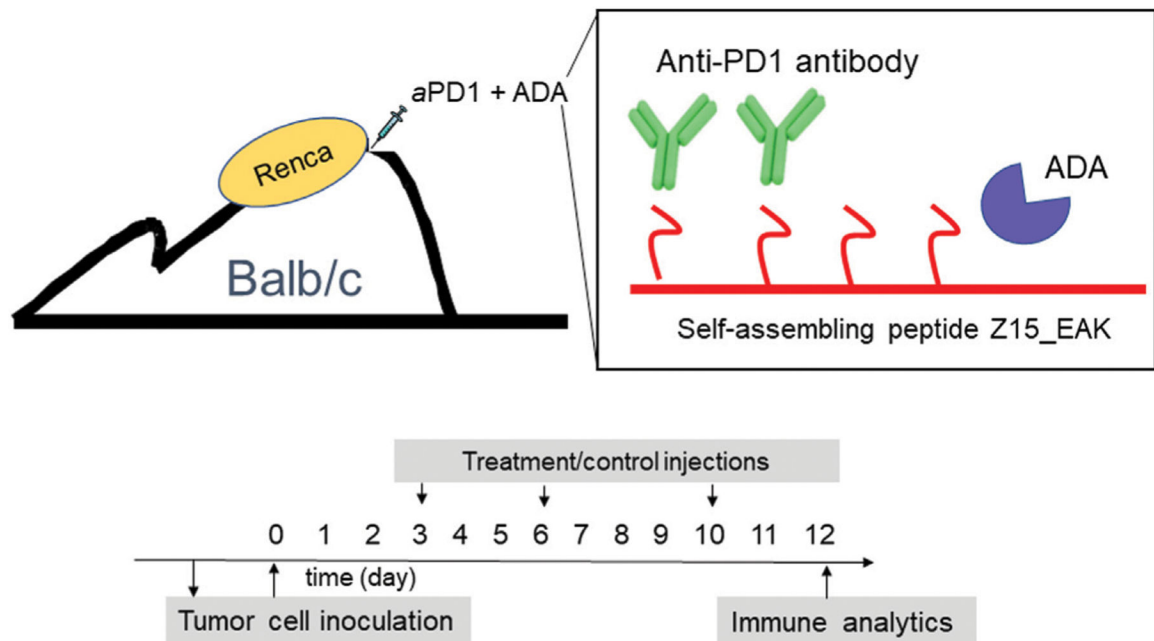 aPD1 + ADA
Renca
Balb/c
Anti-PD1 antibody
ADA
Self-assembling peptide Z15_EAK
Treatment/control injections
0 1 2 3 4 5 6 7 8 9 10 11 12
time (day)
Tumor cell inoculation
Immune analytics